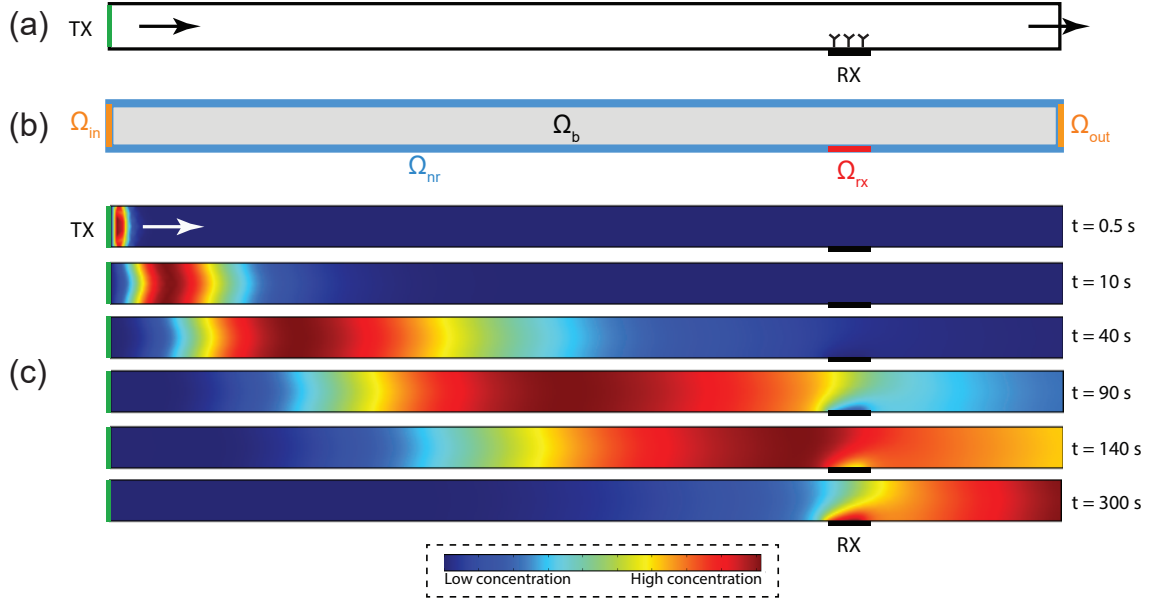 (a)
TX
RX
(b)
Ωin
Ωb
Ωout
Ωnr
Ωrx
TX
t = 0.5 s
t = 10 s
t = 40 s
(c)
t = 90 s
t = 140 s
t = 300 s
RX
Low concentration
High concentration